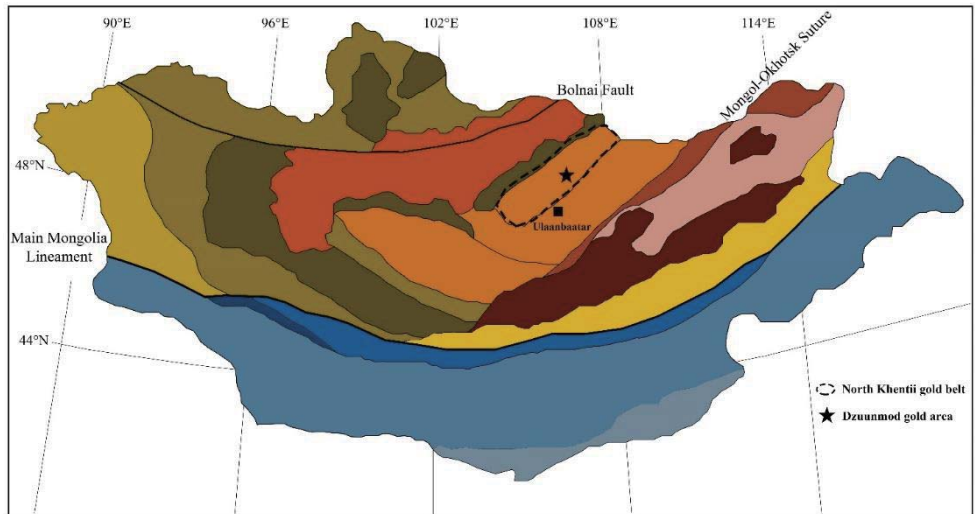 90°E
96°E
102°E
108°E
114°E
Bolnai Fault
Mongol-Okhotsk Suture
48°N
Ulaanbaatar
Main Mongolia
Lineament
44°N
North Khentii gold belt
Dzuunmod gold area